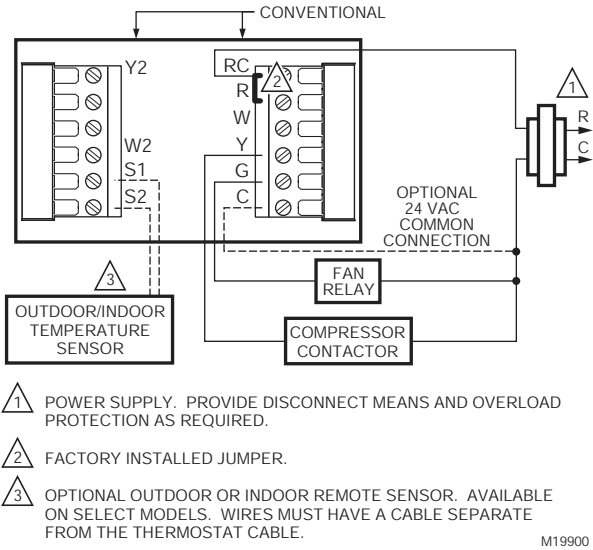 CONVENTIONAL
Y2
W2
S1
S2
RC
R
W
Y
G
C
2
1
R
C
OPTIONAL
24 VAC
COMMON
CONNECTION
3
FAN
RELAY
OUTDOOR/INDOOR
TEMPERATURE
SENSOR
COMPRESSOR
CONTACTOR
1 POWER SUPPLY. PROVIDE DISCONNECT MEANS AND OVERLOAD
PROTECTION AS REQUIRED.
2 FACTORY INSTALLED JUMPER.
3 OPTIONAL OUTDOOR OR INDOOR REMOTE SENSOR. AVAILABLE
ON SELECT MODELS. WIRES MUST HAVE A CABLE SEPARATE
FROM THE THERMOSTAT CABLE.
M19900